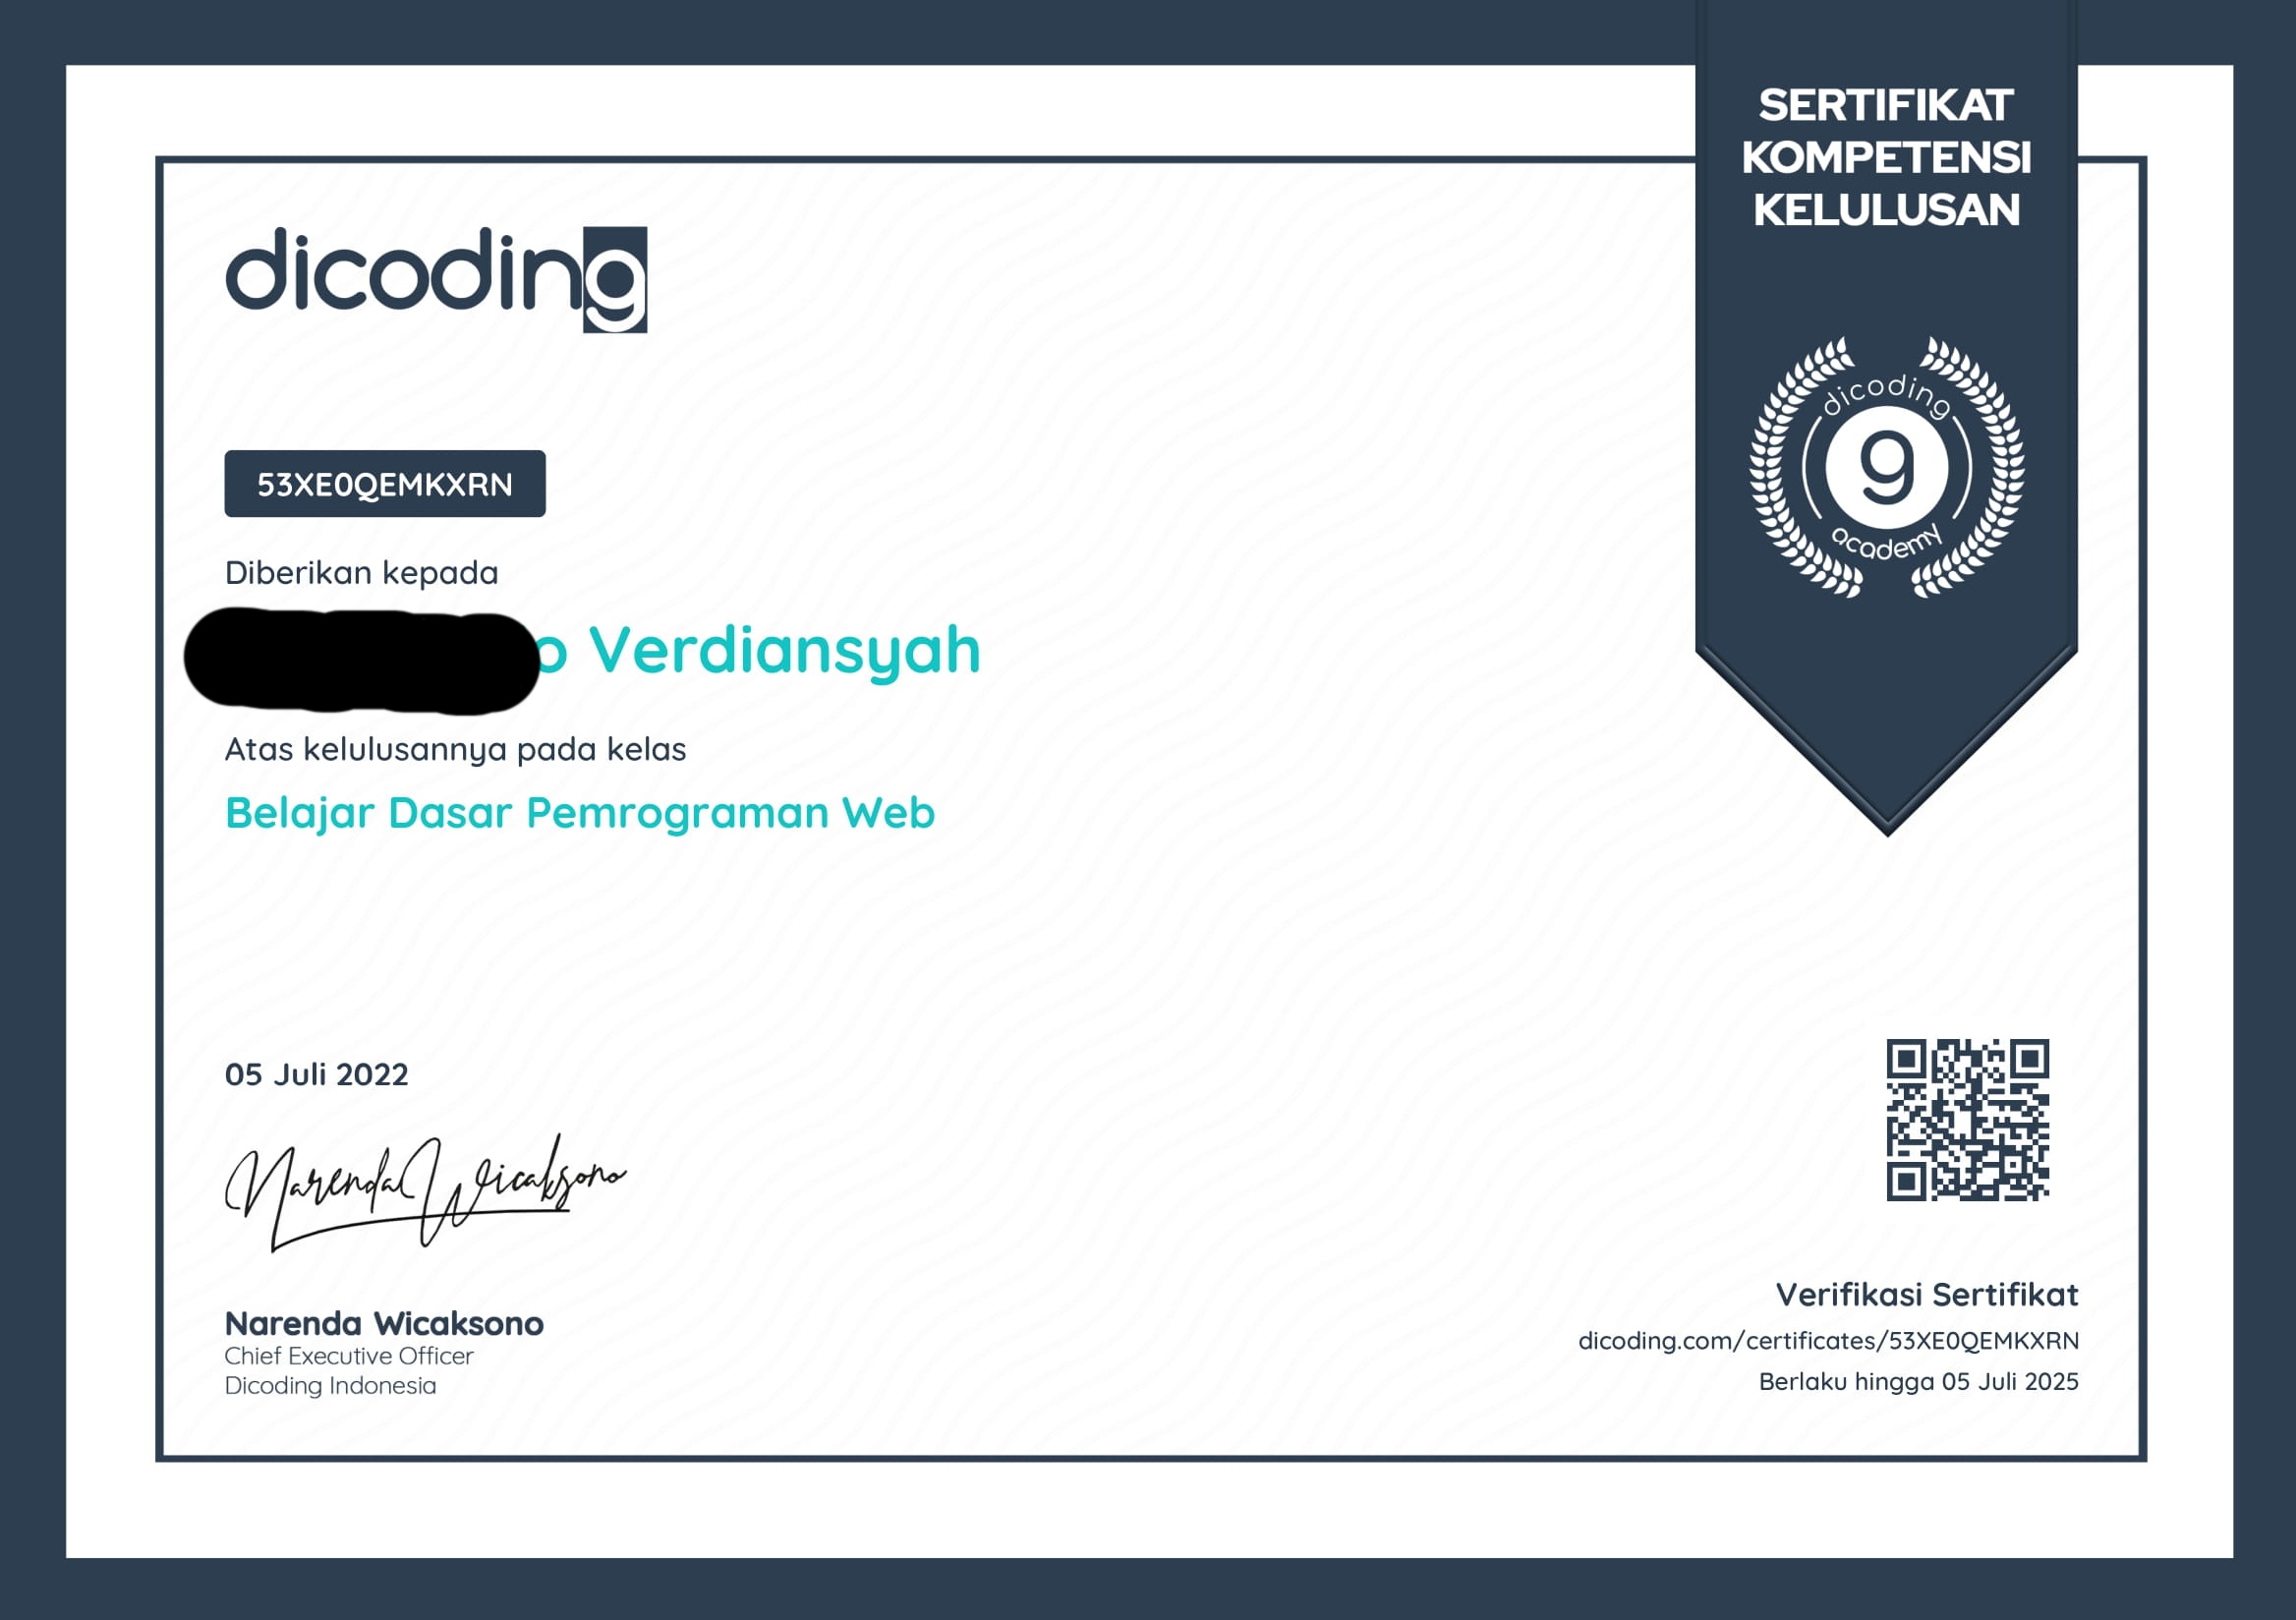 SERTIFIKAT
KOMPETENSI
KELULUSAN
dicoding
dicoding
g
academy
53XE0QEMKXRN
Diberikan kepada
Verdiansyah
Atas kelulusannya pada kelas
Belajar Dasar Pemrograman Web
05 Juli 2022
Narenda Wicaksono
Narenda Wicaksono
Chief Executive Officer
Dicoding Indonesia
Verifikasi Sertifikat
dicoding.com/certificates/53XE0QEMKXRN
Berlaku hingga 05 Juli 2025